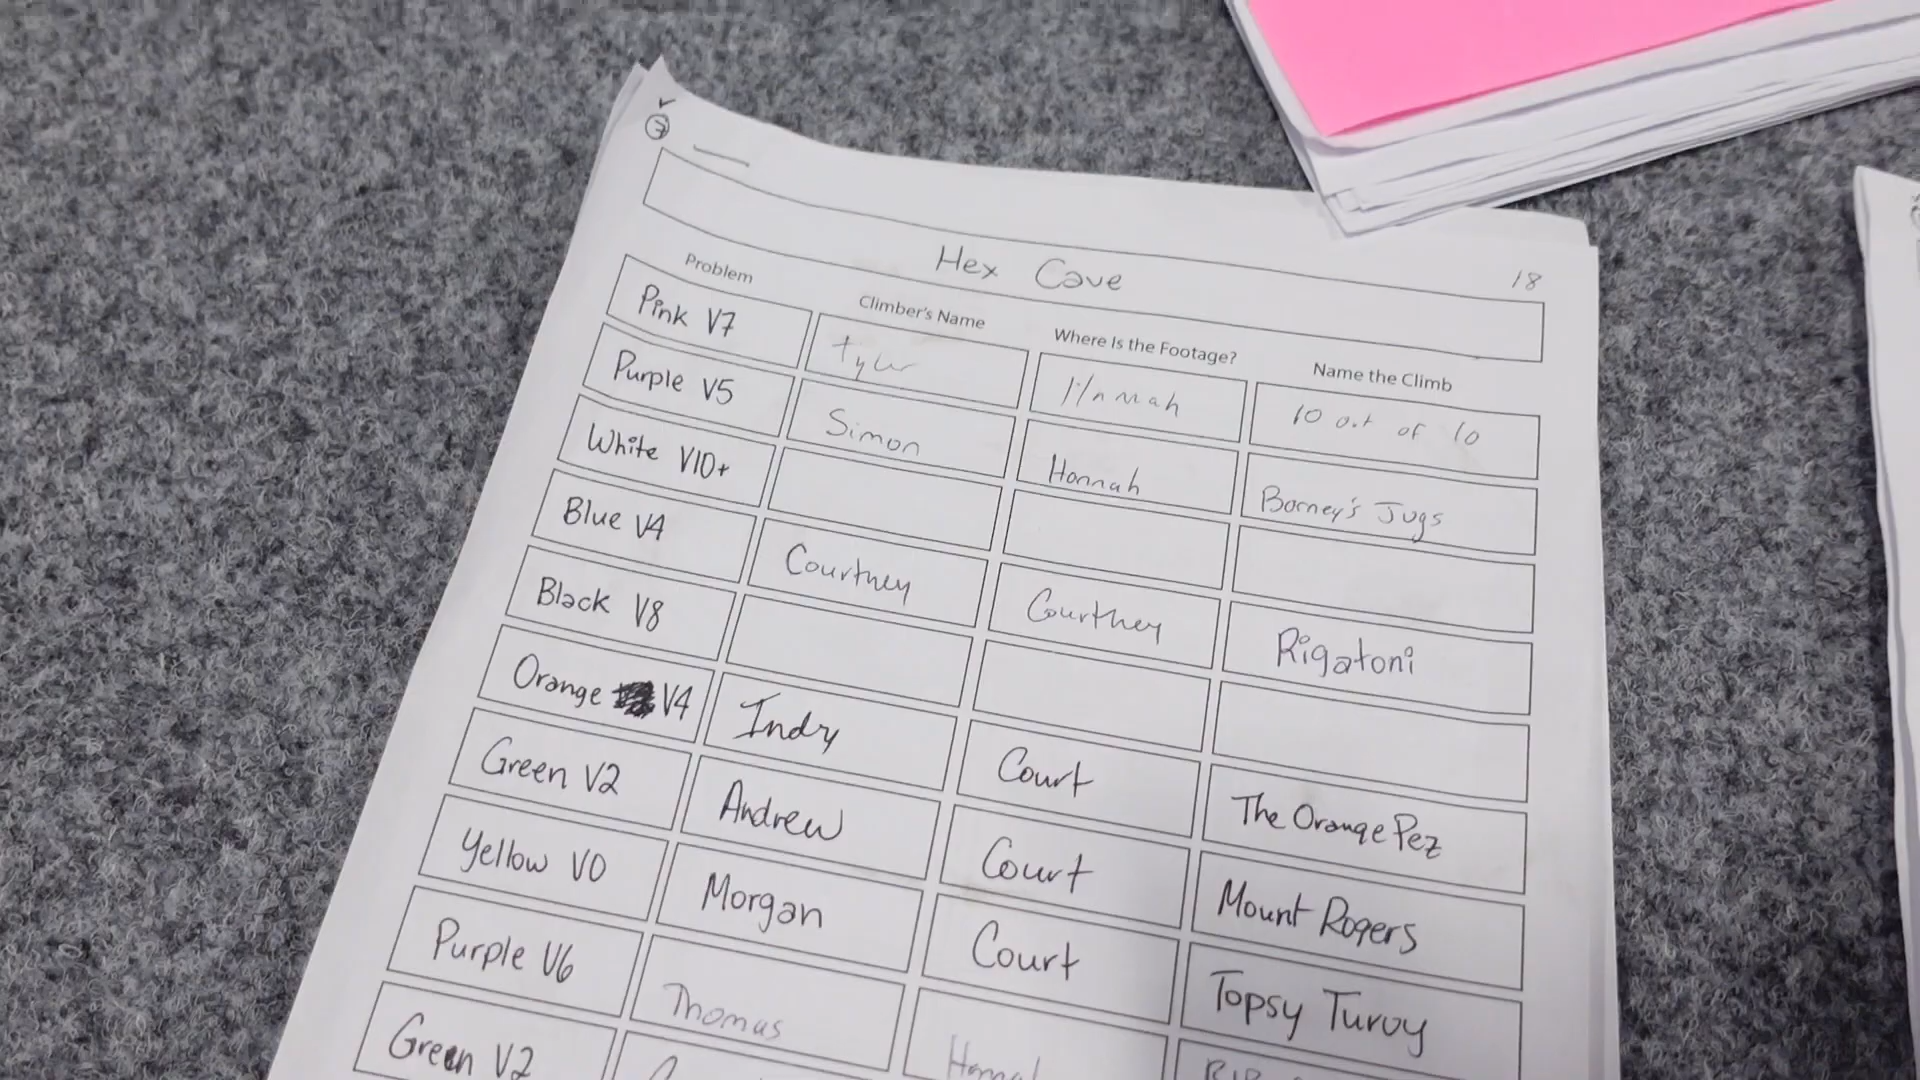 7
Hex Cave 18
Problem Climber's Name Where Is the Footage? Name the Climb
Pink V7 Tyler Hannah 10 out of 10
Purple V5 Simon Hannah Barney's Jugs
White V10+
Blue V4 Courtney Courtney Rigatoni
Black V8
Orange V4 Indy Court The Orange Pez
Green V2 Andrew Court Mount Rogers
Yellow V0 Morgan Court Topsy Turvy
Purple V6 Thomas Hannah
Green V2